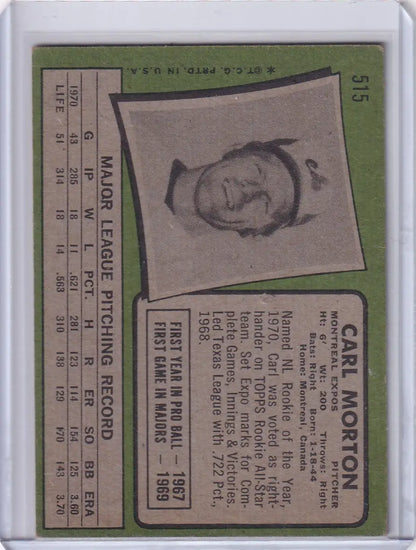 515
CARL MORTON
MONTREAL EXPOS PITCHER
Ht: 6' Wt: 200 Throws: Right
Bats: Right Born: 1-18-44
Home: Montreal, Canada
Named NL Rookie of the Year,
1970, Carl was voted as right-
hander on TOPPS Rookie All-Star
team. Set Expo marks for Com-
plete Games, Innings & Victories.
Led Texas League with .722 Pct.,
1968.
FIRST YEAR IN PRO BALL — 1967
FIRST GAME IN MAJORS — 1969
MAJOR LEAGUE PITCHING RECORD
G IP W L PCT. H R ER SO BB ERA
1970 43 285 18 11 .621 281 123 114 154 125 3.60
LIFE 51 314 18 14 .563 310 138 129 170 143 3.70
* ©T.C.G. PRTD. IN U.S.A.